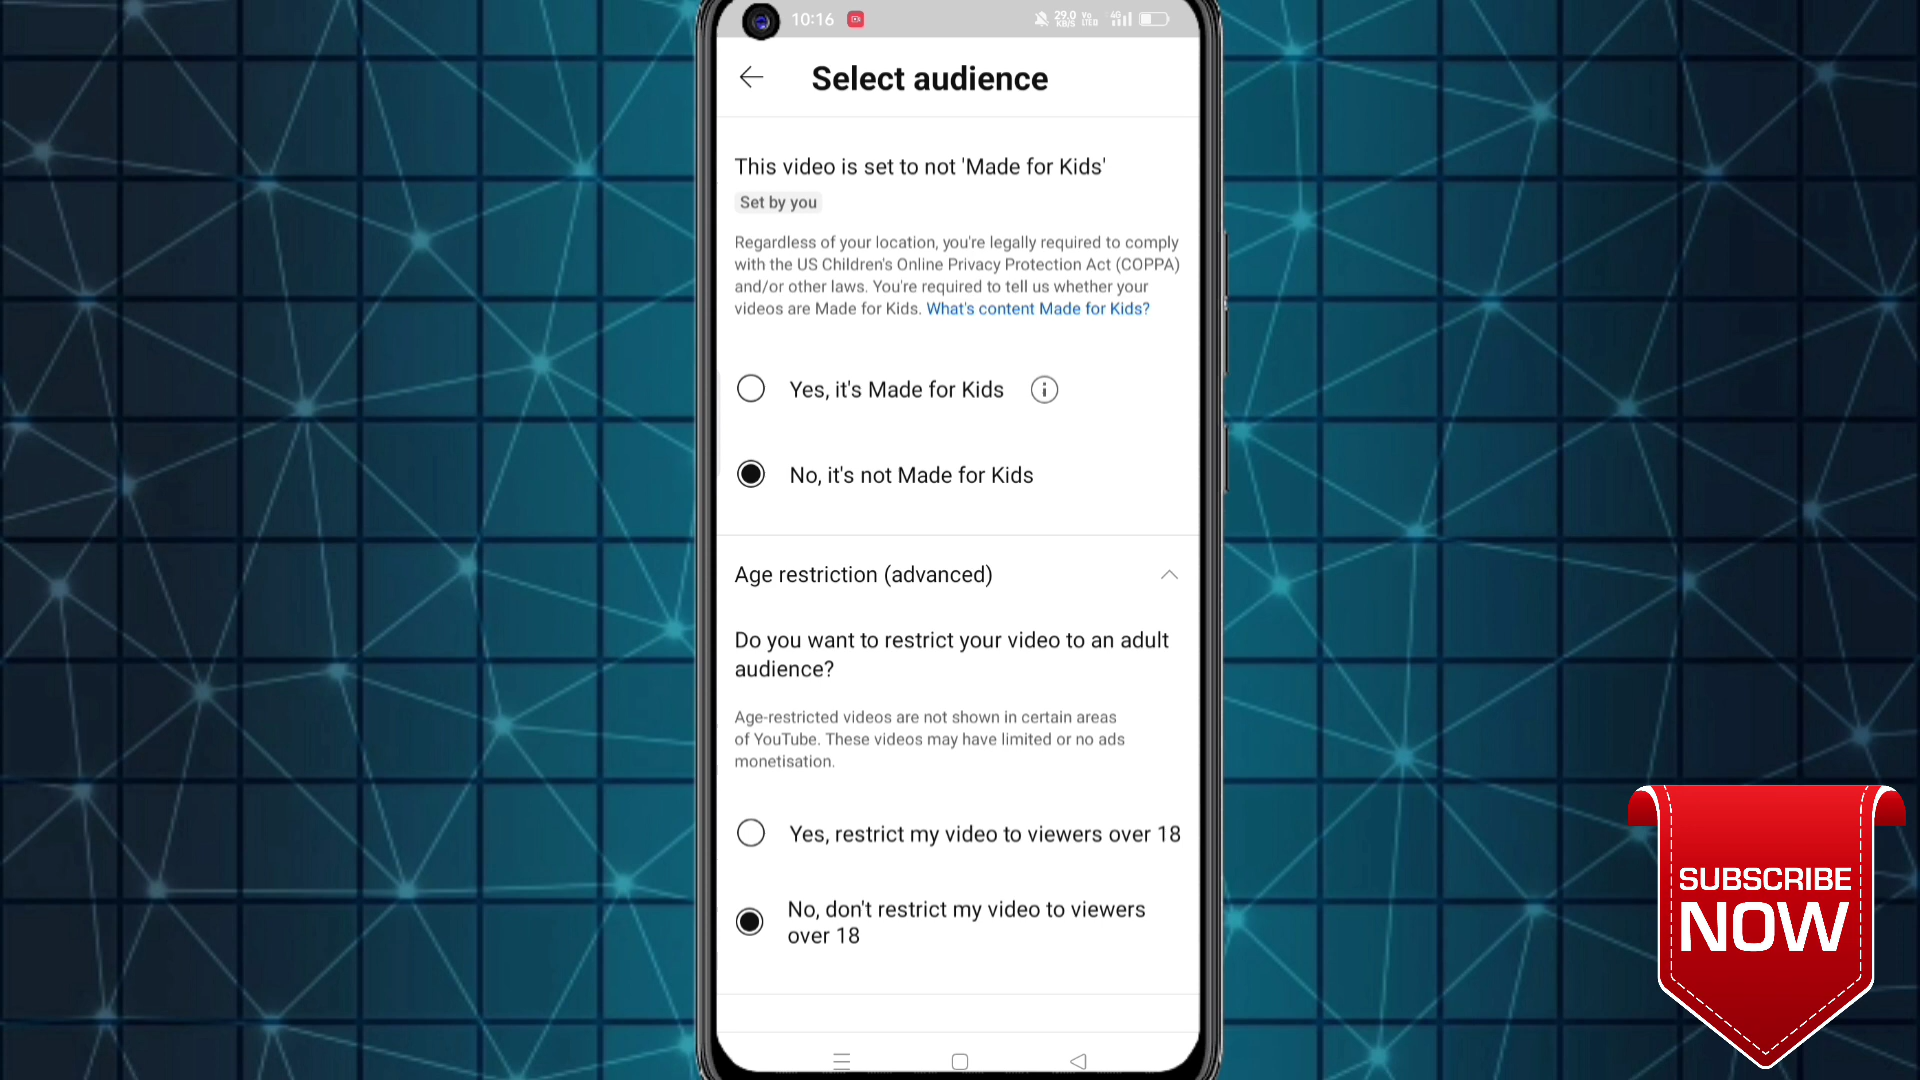 10:16
29.0 KB/S
Vo LTED
4G
Select audience
This video is set to not 'Made for Kids'
Set by you
Regardless of your location, you're legally required to comply
with the US Children's Online Privacy Protection Act (COPPA)
and/or other laws. You're required to tell us whether your
videos are Made for Kids. What's content Made for Kids?
Yes, it's Made for Kids
No, it's not Made for Kids
Age restriction (advanced)
Do you want to restrict your video to an adult
audience?
Age-restricted videos are not shown in certain areas
of YouTube. These videos may have limited or no ads
monetisation.
Yes, restrict my video to viewers over 18
No, don't restrict my video to viewers
over 18
SUBSCRIBE
NOW